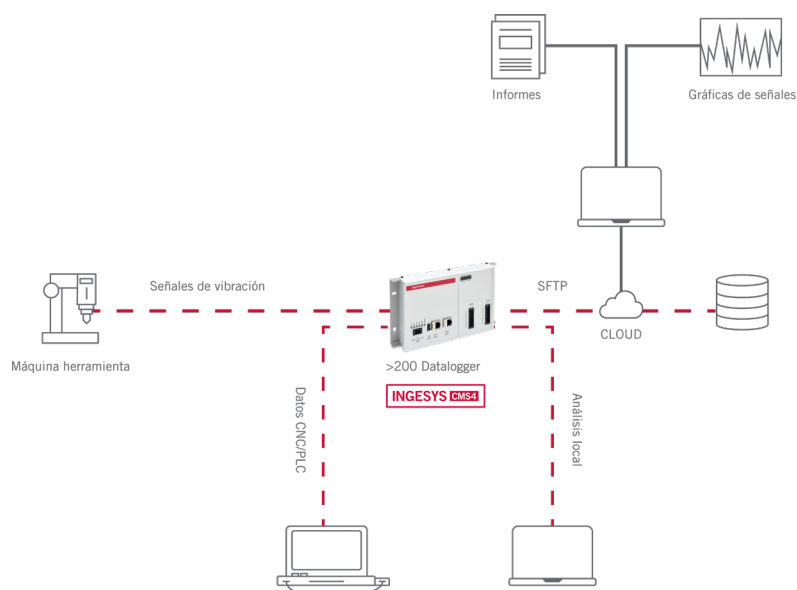 Informes
Gráficas de señales
Señales de vibración
SFTP
CLOUD
Máquina herramienta
>200 Datalogger
INGESYS CMS4
Datos CNC/PLC
Análisis local